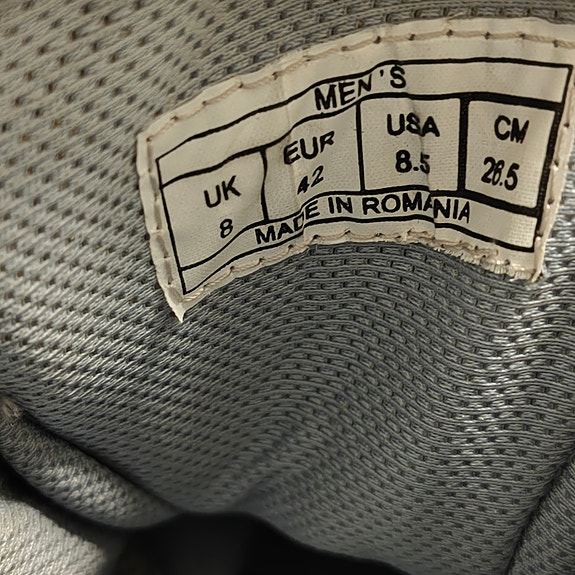 MEN'S
UK EUR USA CM
8 42 8.5 26.5
MADE IN ROMANIA